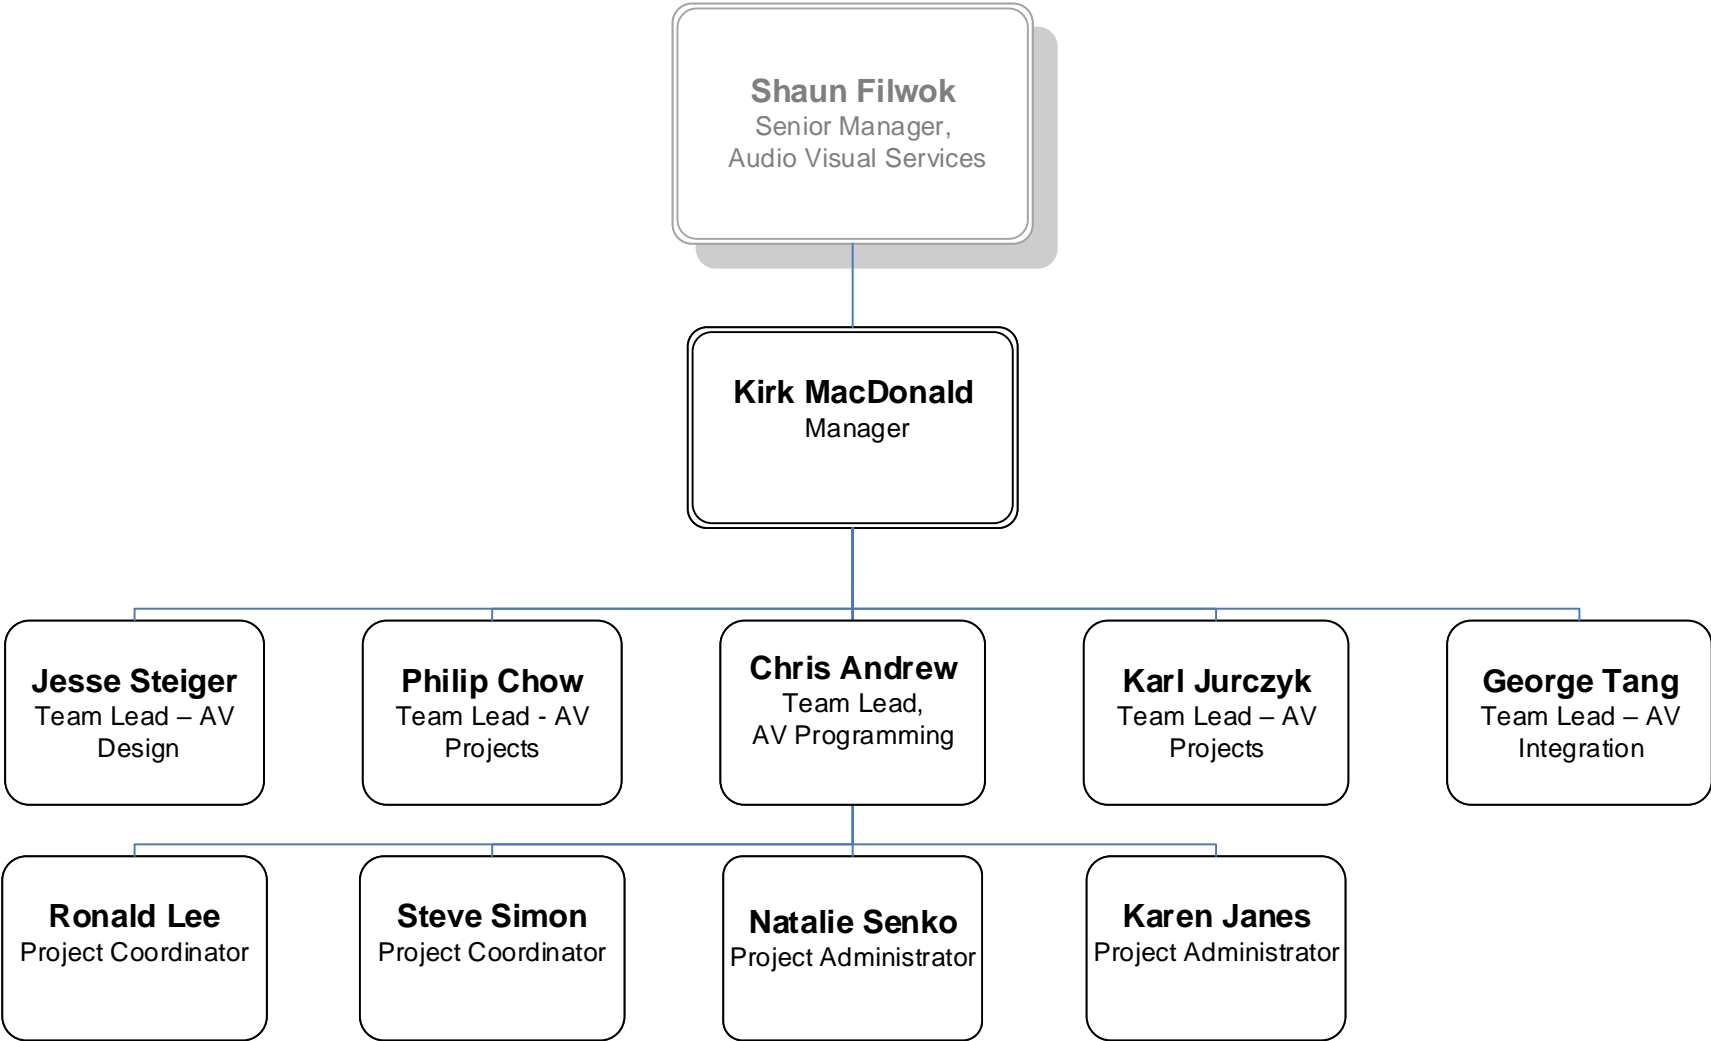 Shaun Filwok
Senior Manager,
Audio Visual Services
Kirk MacDonald
Manager
Jesse Steiger
Team Lead – AV
Design
Philip Chow
Team Lead - AV
Projects
Chris Andrew
Team Lead,
AV Programming
Karl Jurczyk
Team Lead – AV
Projects
George Tang
Team Lead – AV
Integration
Ronald Lee
Project Coordinator
Steve Simon
Project Coordinator
Natalie Senko
Project Administrator
Karen Janes
Project Administrator